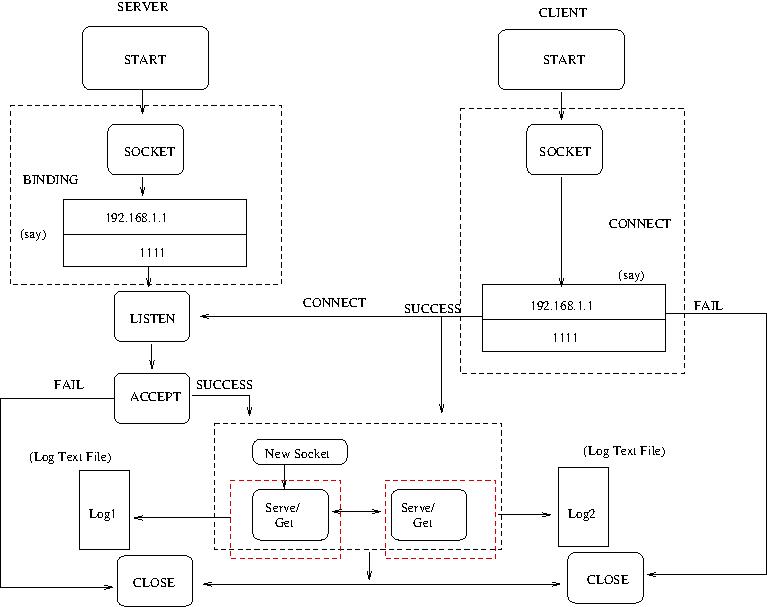 SERVER
CLIENT
START
START
SOCKET
SOCKET
BINDING
192.168.1.1
(say)
1111
CONNECT
(say)
192.168.1.1
1111
CONNECT
SUCCESS
FAIL
LISTEN
FAIL
ACCEPT
SUCCESS
New Socket
(Log Text File)
(Log Text File)
Log1
Serve/
Get
Serve/
Get
Log2
CLOSE
CLOSE